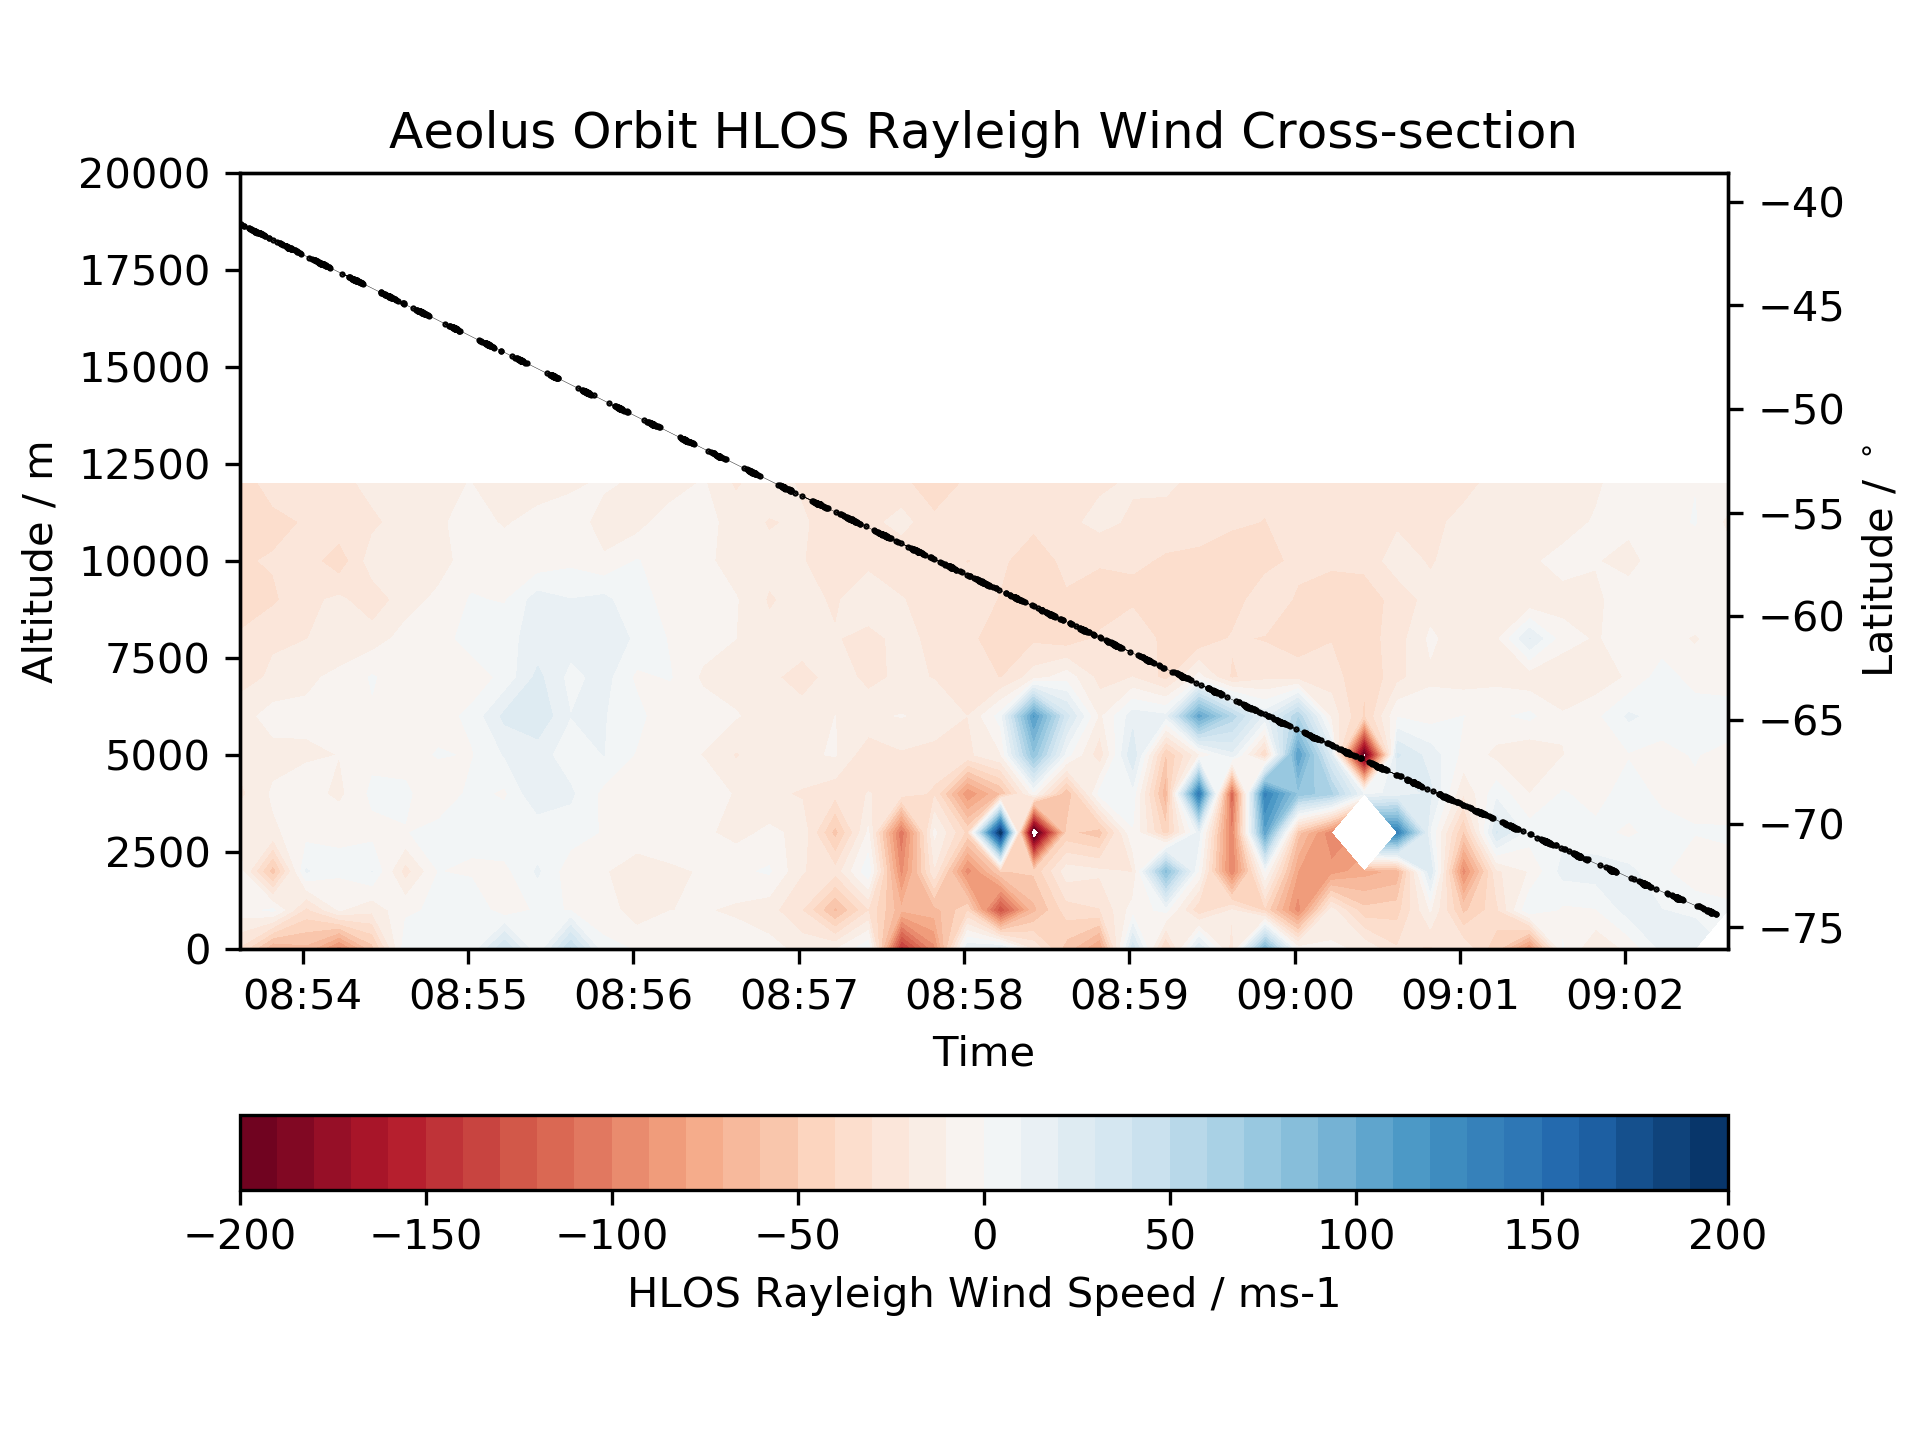 Aeolus Orbit HLOS Rayleigh Wind Cross-section
20000
17500
15000
12500
10000
7500
5000
2500
0
Altitude / m
−40
−45
−50
−55
−60
−65
−70
−75
Latitude / °
08:54 08:55 08:56 08:57 08:58 08:59 09:00 09:01 09:02
Time
−200 −150 −100 −50 0 50 100 150 200
HLOS Rayleigh Wind Speed / ms-1